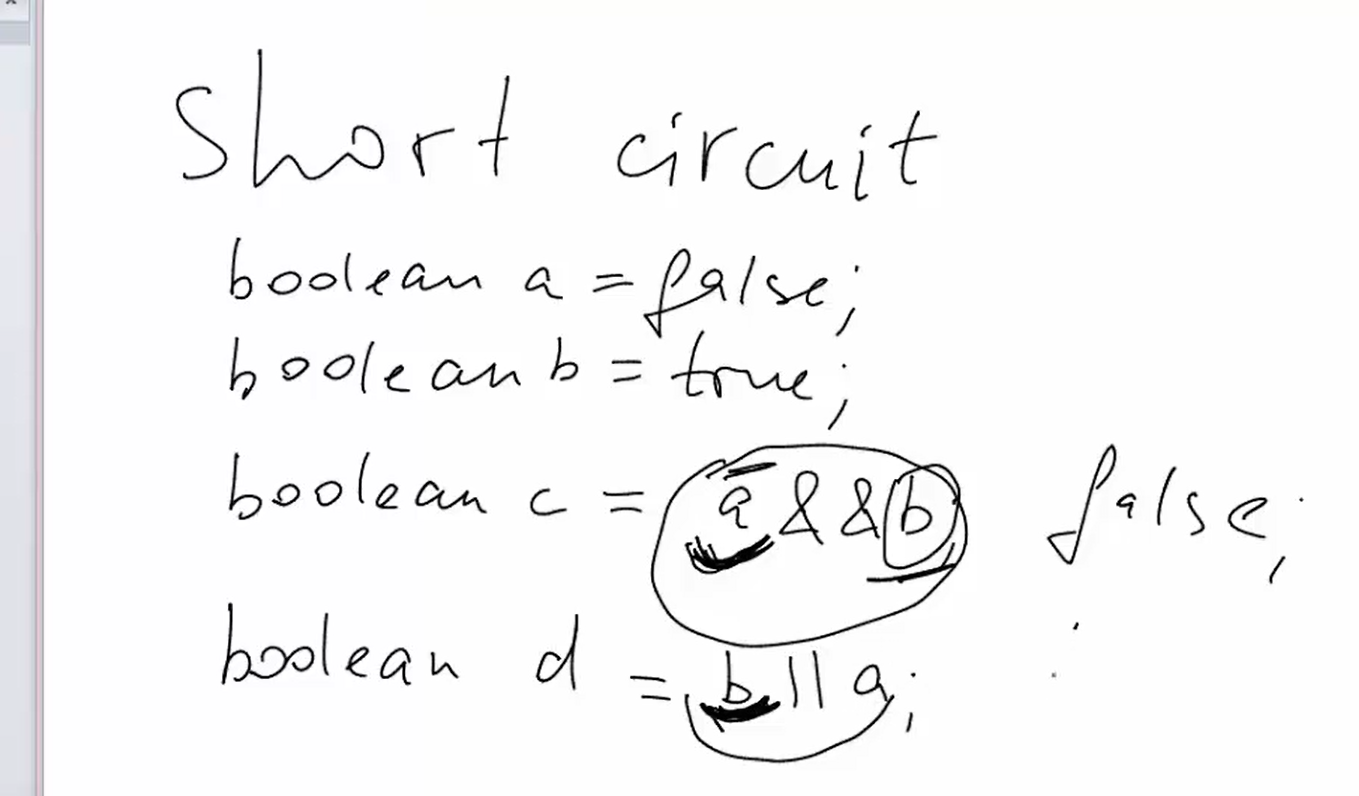 Short circuit
boolean a = false;
boolean b = true;
boolean c = a && b false;
boolean d = b || a;